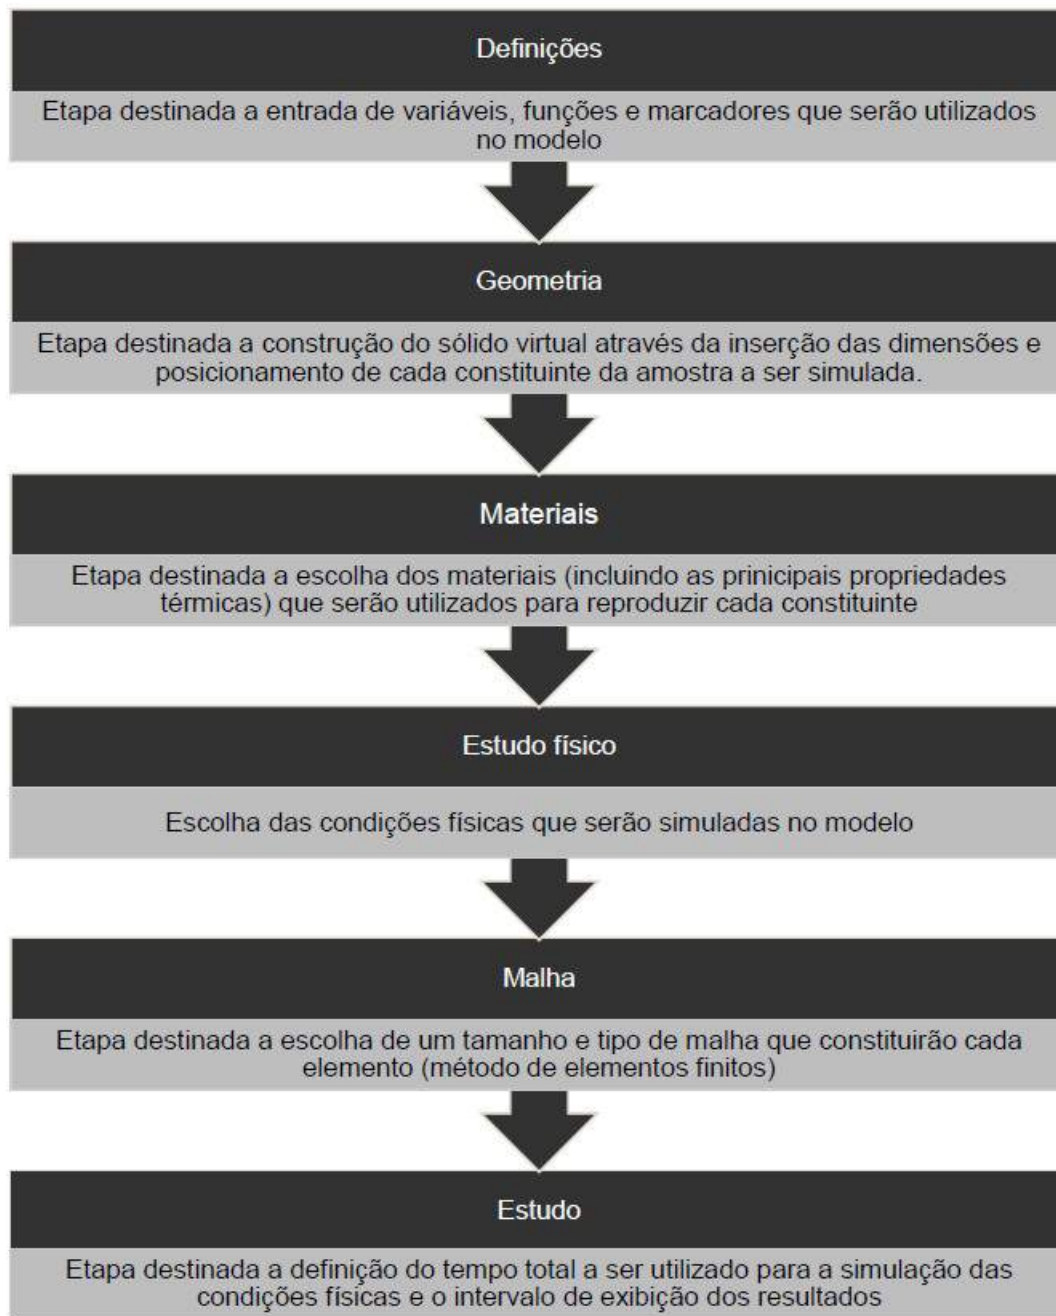 Definições
Etapa destinada a entrada de variáveis, funções e marcadores que serão utilizados
no modelo
Geometria
Etapa destinada a construção do sólido virtual através da inserção das dimensões e
posicionamento de cada constituinte da amostra a ser simulada.
Materiais
Etapa destinada a escolha dos materiais (incluindo as prinicipais propriedades
térmicas) que serão utilizados para reproduzir cada constituinte
Estudo físico
Escolha das condições físicas que serão simuladas no modelo
Malha
Etapa destinada a escolha de um tamanho e tipo de malha que constituirão cada
elemento (método de elementos finitos)
Estudo
Etapa destinada a definição do tempo total a ser utilizado para a simulação das
condições físicas e o intervalo de exibição dos resultados